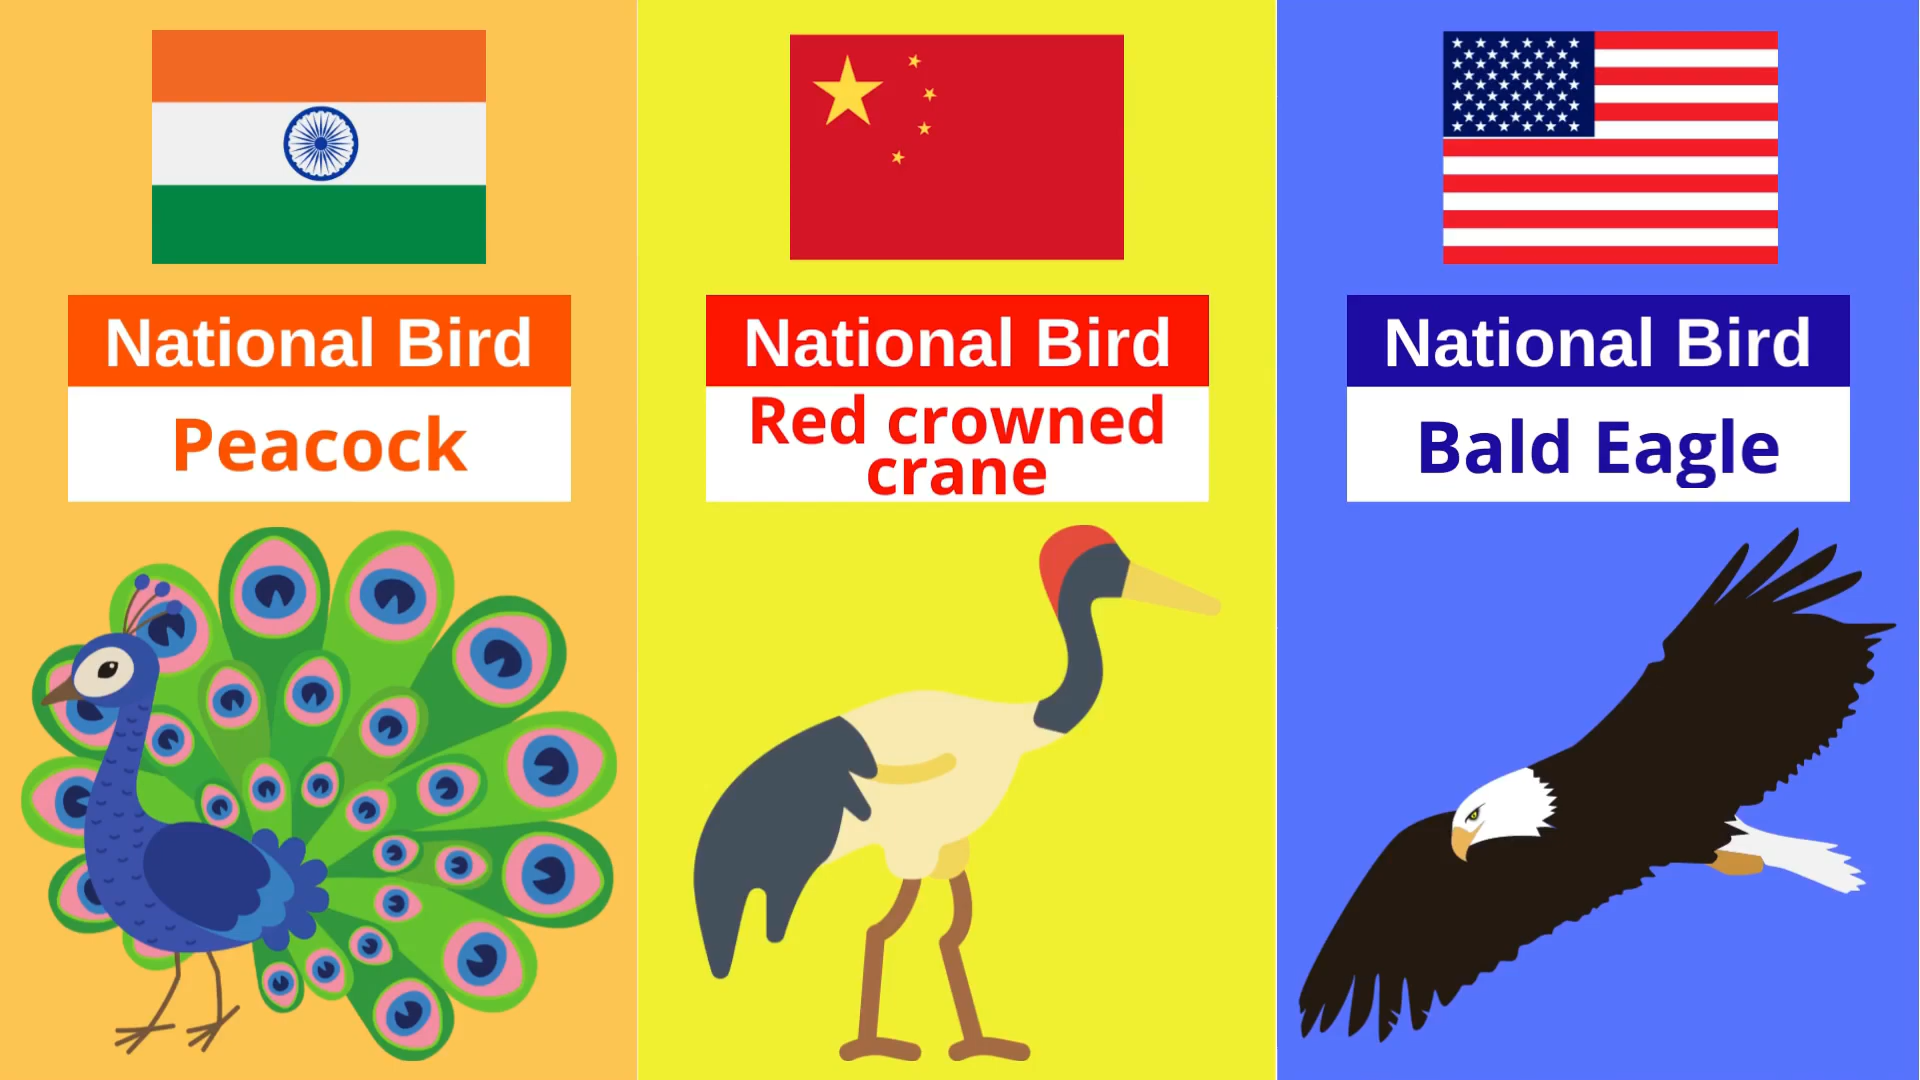 National Bird
Peacock
National Bird
Red crowned
crane
National Bird
Bald Eagle